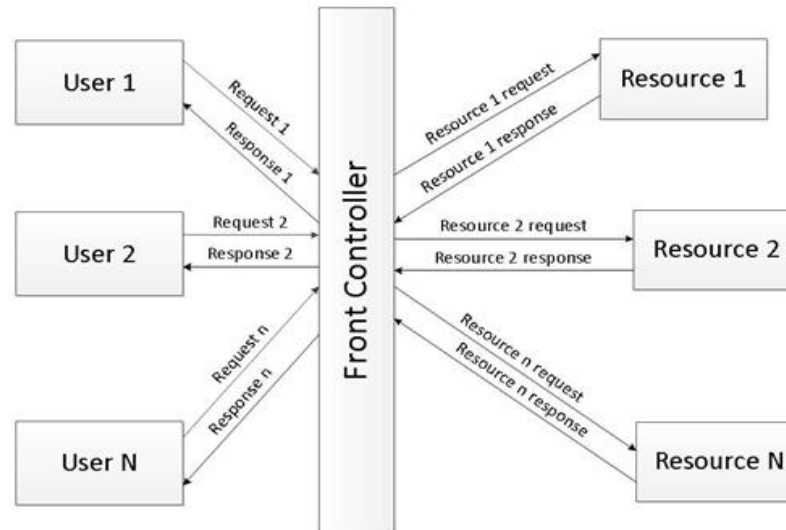 User 1
Request 1
Response 1
User 2
Request 2
Response 2
User N
Request n
Response n
Front Controller
Resource 1 request
Resource 1 response
Resource 1
Resource 2 request
Resource 2 response
Resource 2
Resource n request
Resource n response
Resource N